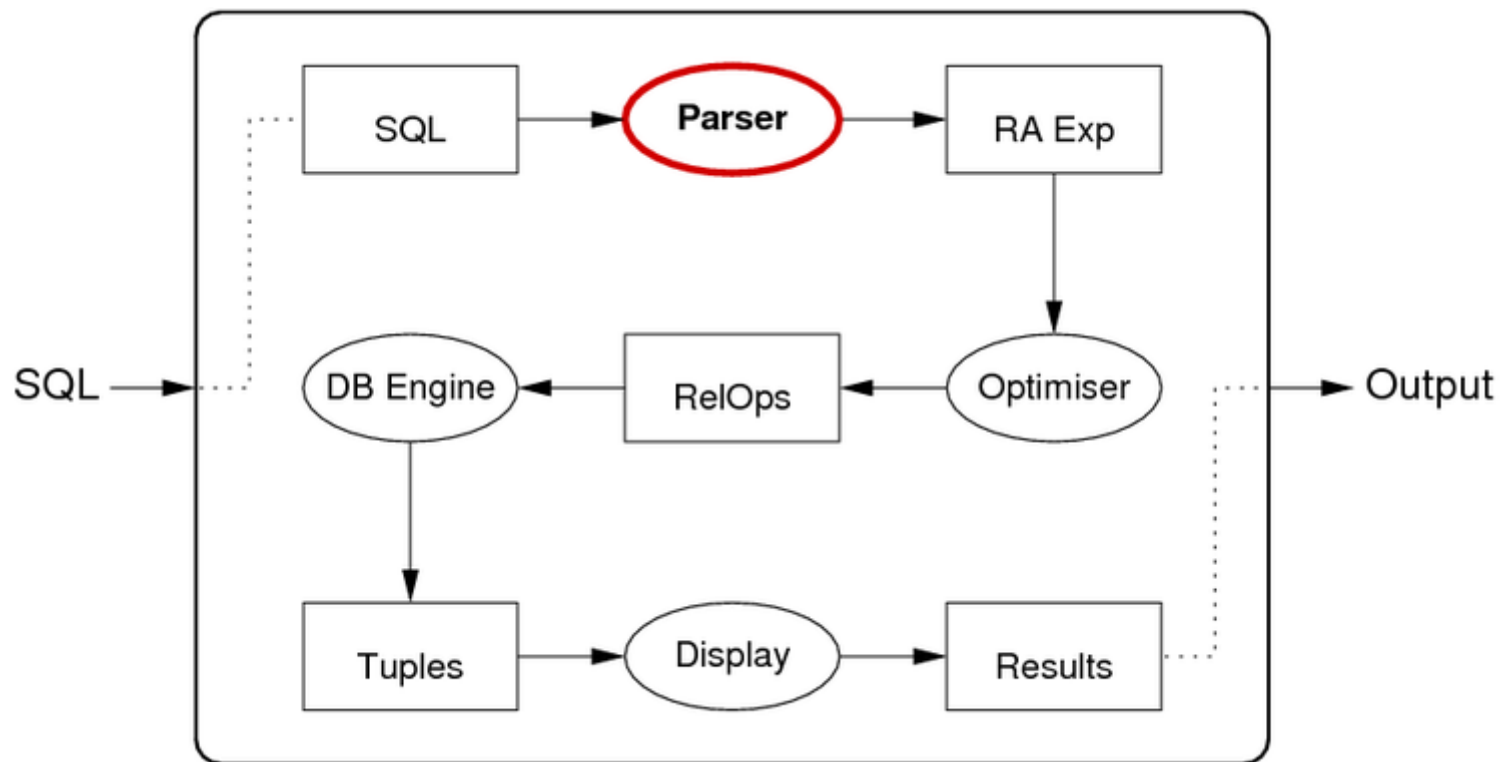 SQL
Parser
RA Exp
SQL
DB Engine
RelOps
Optimiser
Output
Tuples
Display
Results